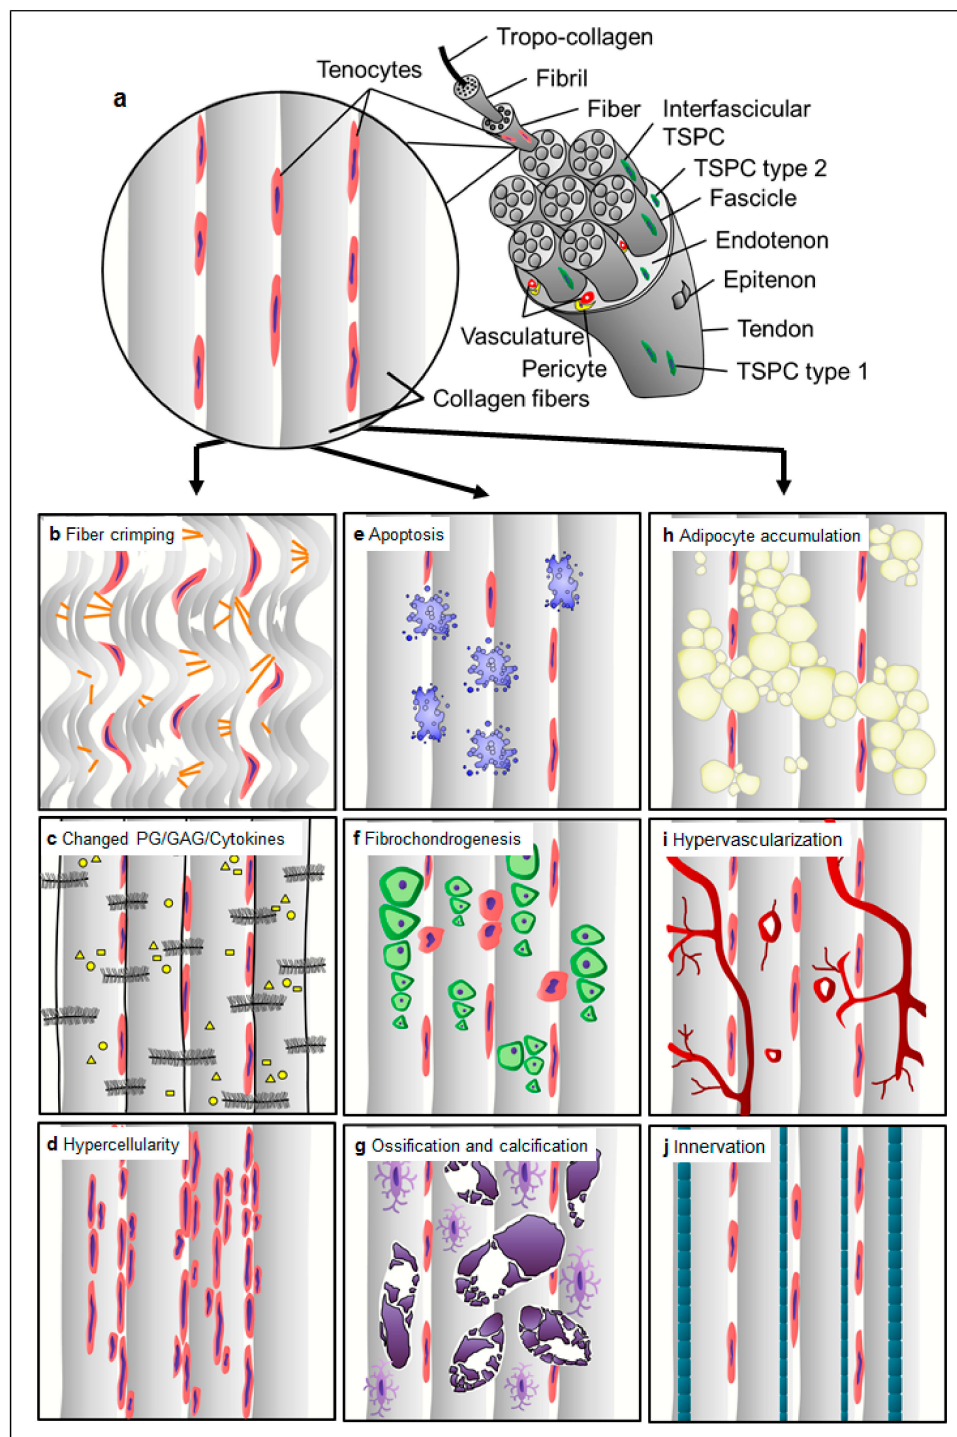 a
Tropo-collagen
Tenocytes
Fibril
Fiber
Interfascicular
TSPC
TSPC type 2
Fascicle
Endotenon
Epitenon
Vasculature
Tendon
Pericyte
TSPC type 1
Collagen fibers
b Fiber crimping
e Apoptosis
h Adipocyte accumulation
c Changed PG/GAG/Cytokines
f Fibrochondrogenesis
i Hypervascularization
d Hypercellularity
g Ossification and calcification
j Innervation